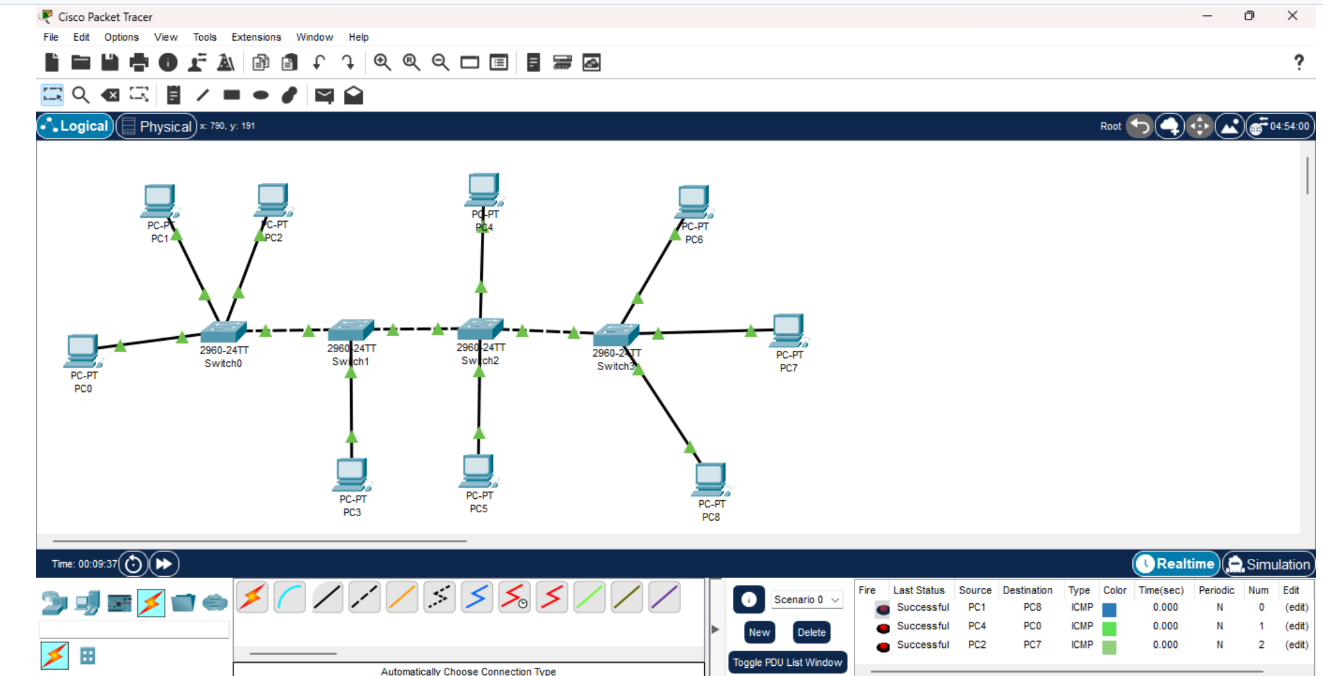 Cisco Packet Tracer
File Edit Options View Tools Extensions Window Help
?
Logical Physical x: 790, y: 191 Root 04:54:00
PC-PT
PC1
PC-PT
PC2
PC-PT
PC4
PC-PT
PC6
PC-PT
PC0
2960-24TT
Switch0
2960-24TT
Switch1
2960-24TT
Switch2
2960-24TT
Switch3
PC-PT
PC7
PC-PT
PC3
PC-PT
PC5
PC-PT
PC8
Time: 00:09:37 Realtime Simulation
Scenario 0
New Delete
Toggle PDU List Window
Fire Last Status Source Destination Type Color Time(sec) Periodic Num Edit
Successful PC1 PC8 ICMP 0.000 N 0 (edit)
Successful PC4 PC0 ICMP 0.000 N 1 (edit)
Successful PC2 PC7 ICMP 0.000 N 2 (edit)
Automatically Choose Connection Type